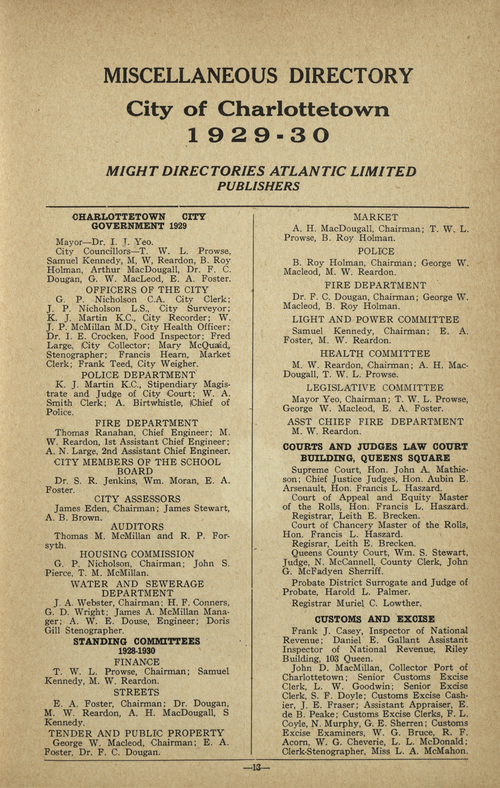 MISCELLANEOUS DIRECTORY
City of Charlottetown
1929-30
MIGHT DIRECTORIES ATLANTIC LIMITED
PUBLISHERS
CHARLOTTETOWN CITY
GOVERNMENT 1929
Mayor—Dr. I. J. Yeo.
City Councillors—T. W. L. Prowse,
Samuel Kennedy, M, W, Reardon, B. Roy
Holman, Arthur MacDougall, Dr. F. C.
Dougan, G. W. MacLeod, E. A. Foster.
OFFICERS OF THE CITY
G. P. Nicholson C.A. City Clerk;
J. P. Nicholson L.S., City Surveyor;
K. J. Martin K.C., City Recorder; W.
J. P. McMillan M.D., City Health Officer;
Dr. I. E. Crocken, Food Inspector; Fred
Large, City Collector; Mary McQuaid,
Stenographer; Francis Hearn, Market
Clerk; Frank Teed, City Weigher.
POLICE DEPARTMENT
K. J. Martin K.C., Stipendiary Magis-
trate and Judge of City Court; W. A.
Smith Clerk; A. Birtwhistle, Chief of
Police.
FIRE DEPARTMENT
Thomas Ranahan, Chief Engineer; M.
W. Reardon, 1st Assistant Chief Engineer;
A. N. Large, 2nd Assistant Chief Engineer.
CITY MEMBERS OF THE SCHOOL
BOARD
Dr. S. R. Jenkins, Wm. Moran, E. A.
Foster.
CITY ASSESSORS
James Eden, Chairman; James Stewart,
A. B. Brown.
AUDITORS
Thomas M. McMillan and R. P. For-
syth.
HOUSING COMMISSION
G. P. Nicholson, Chairman; John S.
Pierce, T. M. McMillan.
WATER AND SEWERAGE
DEPARTMENT
J. A. Webster, Chairman; H. F. Conners,
G. D. Wright; James A. McMillan Mana-
ger; A. W. E. Douse, Engineer; Doris
Gill Stenographer.
STANDING COMMITTEES
1928-1930
FINANCE
T. W. L. Prowse, Chairman; Samuel
Kennedy, M. W. Reardon.
STREETS
E. A. Foster, Chairman; Dr. Dougan,
M. W. Reardon, A. H. MacDougall, S
Kennedy.
TENDER AND PUBLIC PROPERTY
George W. Macleod, Chairman; E. A.
Foster, Dr. F. C. Dougan.
MARKET
A. H. MacDougall, Chairman; T. W. L.
Prowse, B. Roy Holman.
POLICE
B. Roy Holman, Chairman; George W.
Macleod, M. W. Reardon.
FIRE DEPARTMENT
Dr. F. C. Dougan, Chairman; George W.
Macleod, B. Roy Holman.
LIGHT AND POWER COMMITTEE
Samuel Kennedy, Chairman; E. A.
Foster, M. W. Reardon.
HEALTH COMMITTEE
M. W. Reardon, Chairman; A. H. Mac-
Dougall, T. W. L. Prowse.
LEGISLATIVE COMMITTEE
Mayor Yeo, Chairman; T. W. L. Prowse,
George W. Macleod, E. A. Foster.
ASST CHIEF FIRE DEPARTMENT
M. W. Reardon.
COURTS AND JUDGES LAW COURT
BUILDING, QUEENS SQUARE
Supreme Court, Hon. John A. Mathie-
son; Chief Justice Judges, Hon. Aubin E.
Arsenault, Hon. Francis L. Haszard.
Court of Appeal and Equity Master
of the Rolls, Hon. Francis L. Haszard.
Registrar, Leith E. Brecken.
Court of Chancery Master of the Rolls,
Hon. Francis L. Haszard.
Regisrar, Leith E. Brecken.
Queens County Court, Wm. S. Stewart,
Judge, N. McCannell, County Clerk, John
G. McFadyen Sherriff.
Probate District Surrogate and Judge of
Probate, Harold L. Palmer.
Registrar Muriel C. Lowther.
CUSTOMS AND EXCISE
Frank J. Casey, Inspector of National
Revenue; Daniel E. Gallant Assistant
Inspector of National Revenue, Riley
Building, 103 Queen.
John D. MacMillan, Collector Port of
Charlottetown; Senior Customs Excise
Clerk, L. W. Goodwin; Senior Excise
Clerk, S. F. Doyle; Customs Excise Cash-
ier, J. E. Fraser; Assistant Appraiser, E.
de B. Peake; Customs Excise Clerks, F. L.
Coyle, N. Murphy, G. E. Sherren; Customs
Excise Examiners, W. G. Bruce, R. F.
Acorn, W. G. Cheverie, L. L. McDonald;
Clerk-Stenographer, Miss L. A. McMahon.
—13—